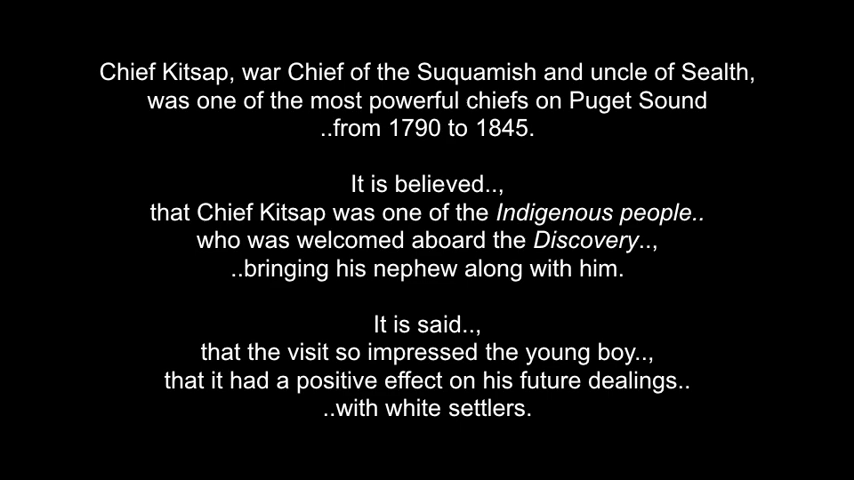 Chief Kitsap, war Chief of the Suquamish and uncle of Sealth,
was one of the most powerful chiefs on Puget Sound
..from 1790 to 1845.
It is believed..,
that Chief Kitsap was one of the Indigenous people..
who was welcomed aboard the Discovery..,
..bringing his nephew along with him.
It is said..,
that the visit so impressed the young boy..,
that it had a positive effect on his future dealings..
..with white settlers.